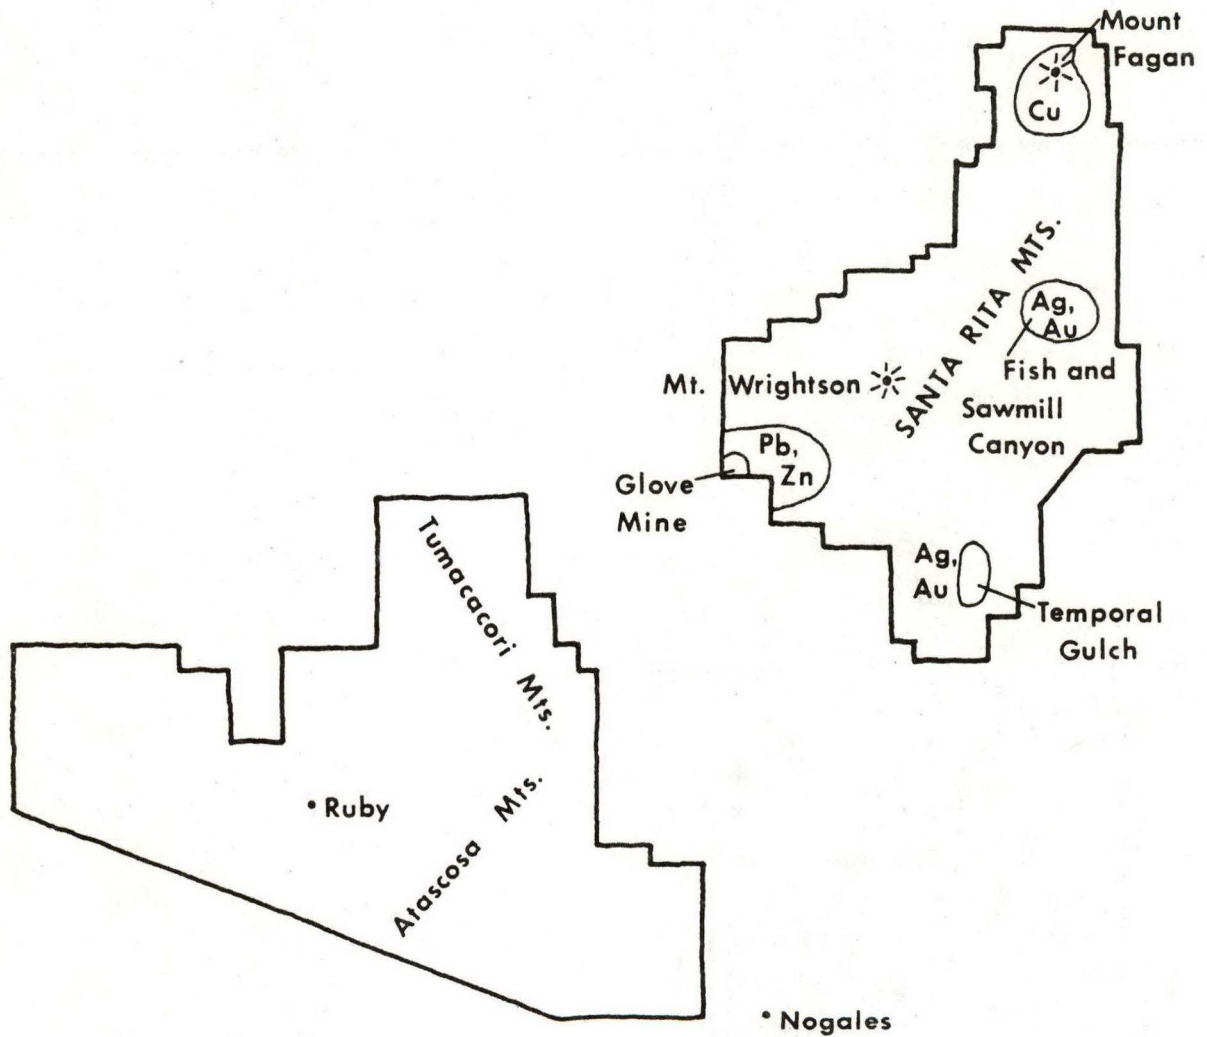 Mount
Fagan
Cu
SANTA RITA MTS.
Ag,
Au
Fish and
Sawmill
Canyon
Mt. Wrightson
Pb,
Zn
Glove
Mine
Ag,
Au
Temporal
Gulch
Tumacacori Mts.
Ruby
Atascosa Mts.
Nogales